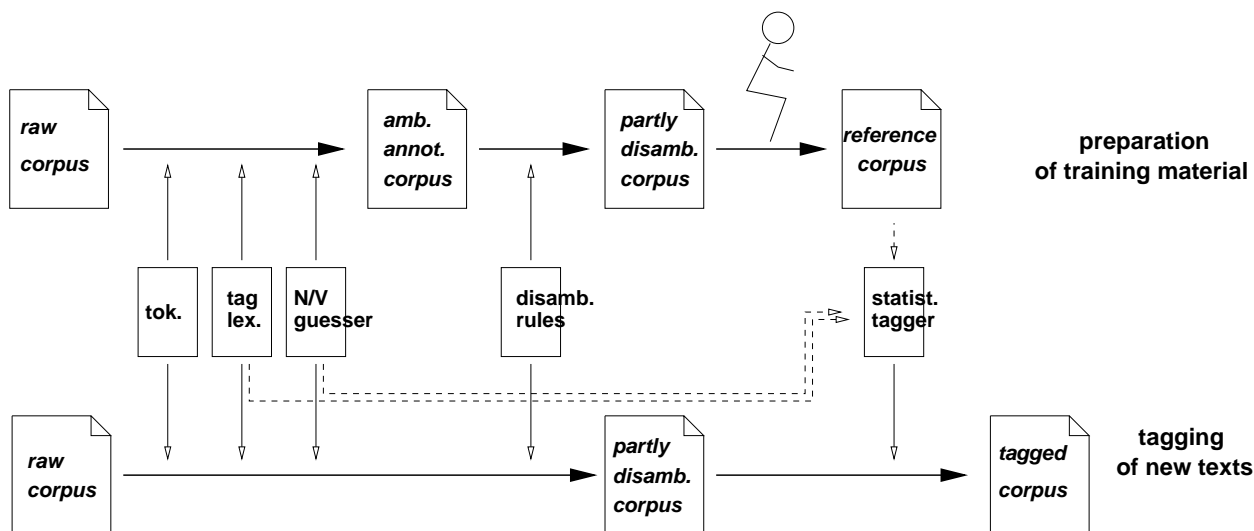 raw
corpus
amb.
annot.
corpus
partly
disamb.
corpus
reference
corpus
preparation
of training material
tok.
tag
lex.
N/V
guesser
disamb.
rules
statist.
tagger
raw
corpus
partly
disamb.
corpus
tagged
corpus
tagging
of new texts